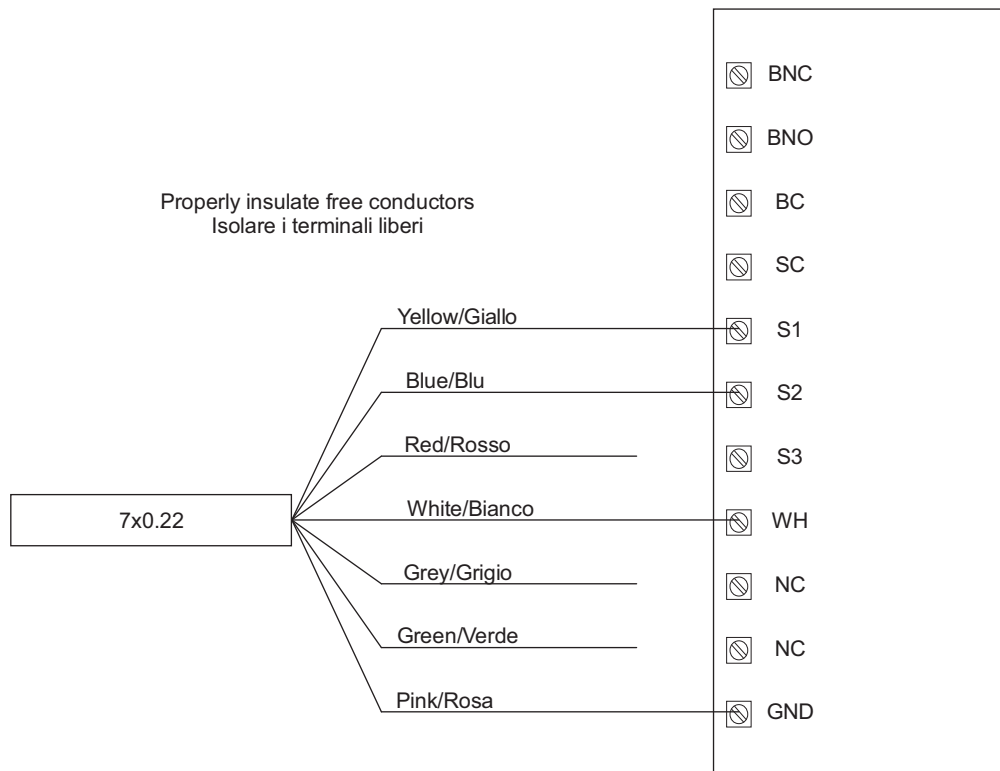 BNC
BNO
Properly insulate free conductors
Isolare i terminali liberi
BC
SC
Yellow/Giallo
S1
Blue/Blu
S2
Red/Rosso
S3
7x0.22
White/Bianco
WH
Grey/Grigio
NC
Green/Verde
NC
Pink/Rosa
GND